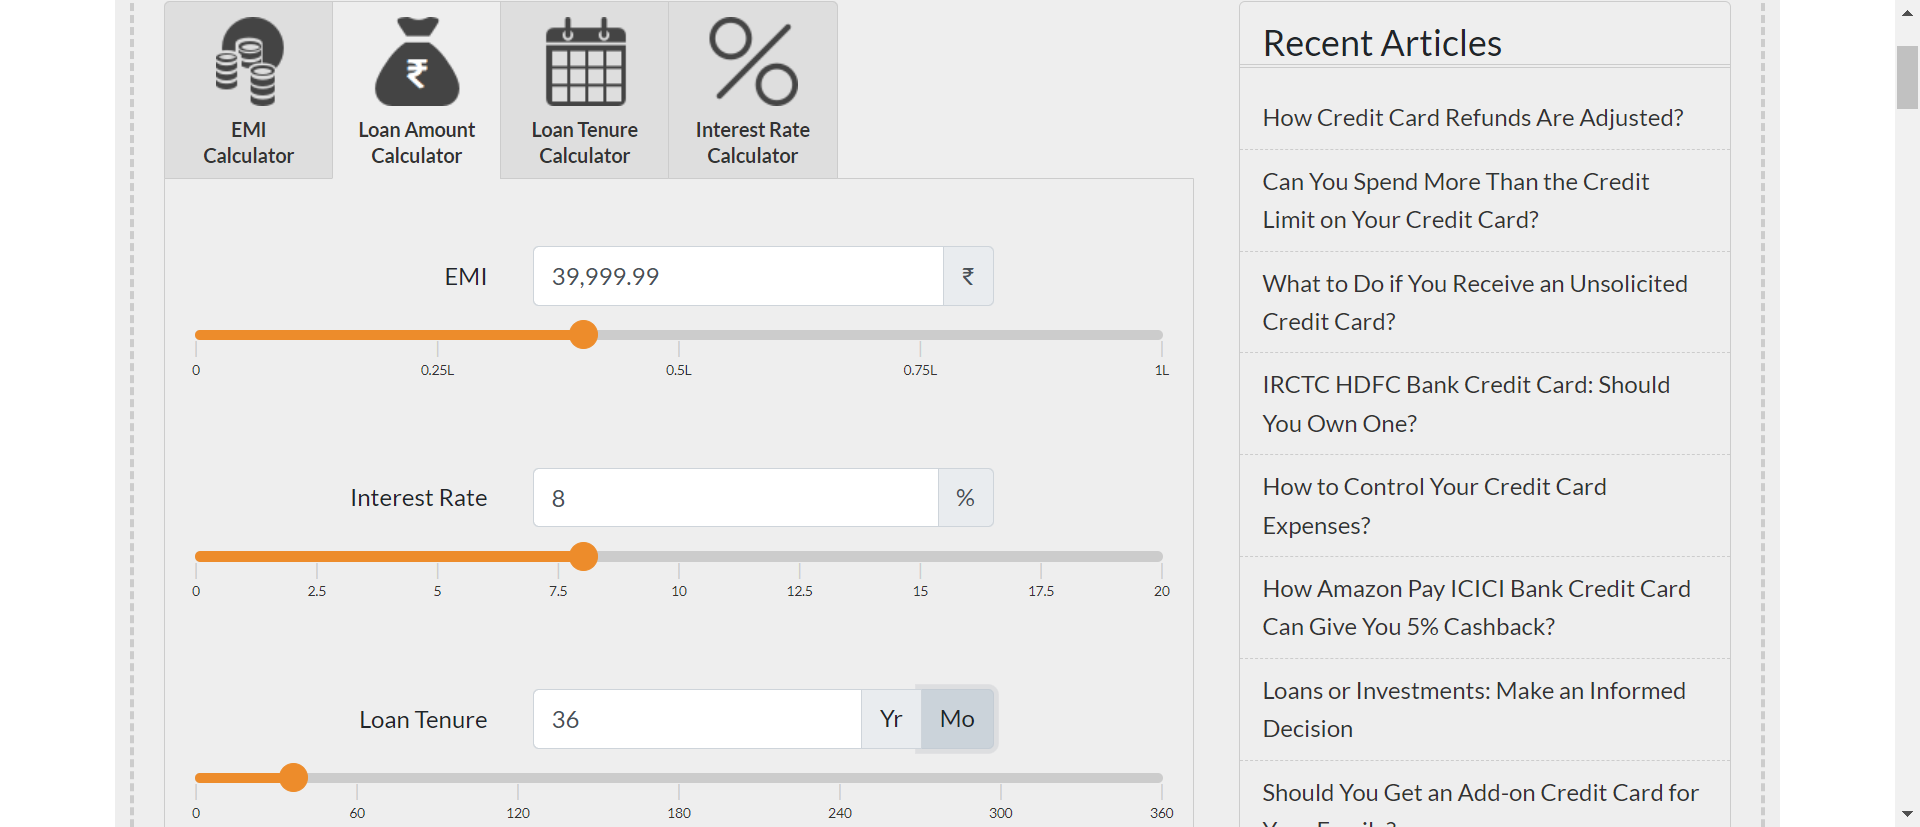 EMI
Calculator
Loan Amount
Calculator
Loan Tenure
Calculator
Interest Rate
Calculator
EMI
39,999.99
₹
0
0.25L
0.5L
0.75L
1L
Interest Rate
8
%
0
2.5
5
7.5
10
12.5
15
17.5
20
Loan Tenure
36
Yr
Mo
0
60
120
180
240
300
360
Recent Articles
How Credit Card Refunds Are Adjusted?
Can You Spend More Than the Credit
Limit on Your Credit Card?
What to Do if You Receive an Unsolicited
Credit Card?
IRCTC HDFC Bank Credit Card: Should
You Own One?
How to Control Your Credit Card
Expenses?
How Amazon Pay ICICI Bank Credit Card
Can Give You 5% Cashback?
Loans or Investments: Make an Informed
Decision
Should You Get an Add-on Credit Card for